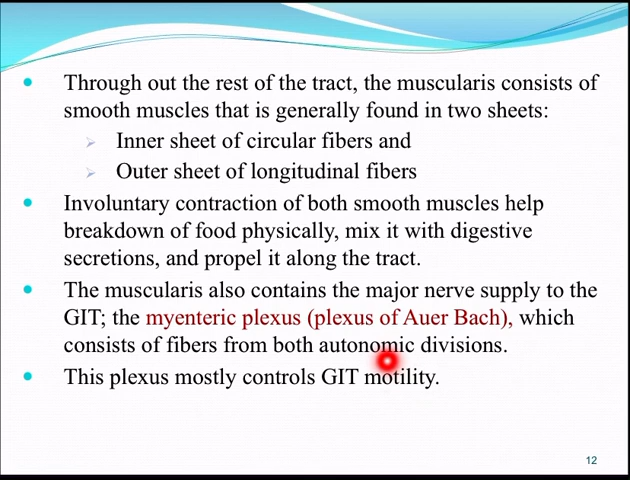 Through out the rest of the tract, the muscularis consists of
smooth muscles that is generally found in two sheets:
Inner sheet of circular fibers and
Outer sheet of longitudinal fibers
Involuntary contraction of both smooth muscles help
breakdown of food physically, mix it with digestive
secretions, and propel it along the tract.
The muscularis also contains the major nerve supply to the
GIT; the myenteric plexus (plexus of Auer Bach), which
consists of fibers from both autonomic divisions.
This plexus mostly controls GIT motility.
12